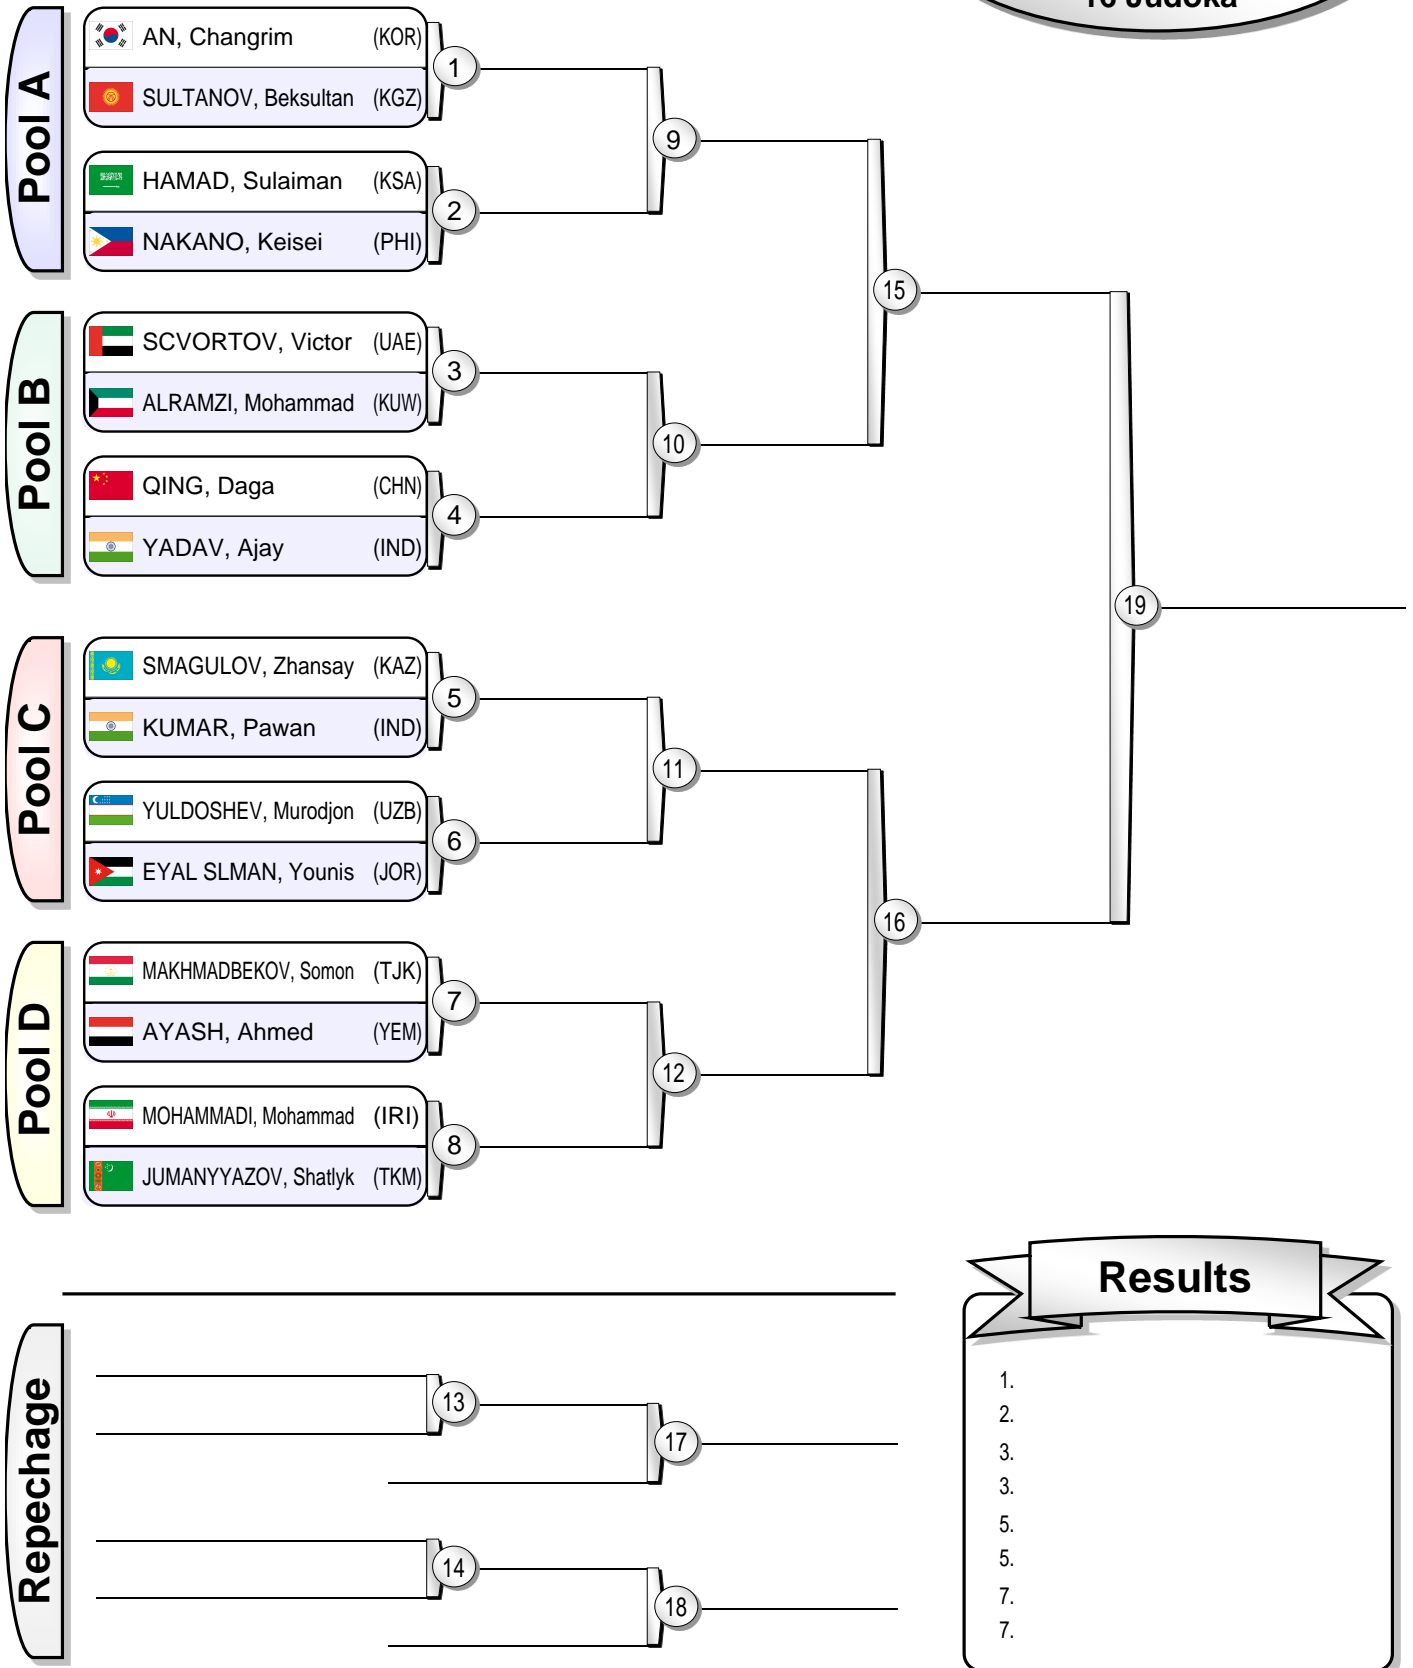 16 Judoka
Pool A
AN, Changrim (KOR)
1
SULTANOV, Beksultan (KGZ)
9
HAMAD, Sulaiman (KSA)
2
NAKANO, Keisei (PHI)
15
Pool B
SCVORTOV, Victor (UAE)
3
ALRAMZI, Mohammad (KUW)
10
QING, Daga (CHN)
4
YADAV, Ajay (IND)
19
Pool C
SMAGULOV, Zhansay (KAZ)
5
KUMAR, Pawan (IND)
11
YULDOSHEV, Murodjon (UZB)
6
EYAL SLMAN, Younis (JOR)
16
Pool D
MAKHMADBEKOV, Somon (TJK)
7
AYASH, Ahmed (YEM)
12
MOHAMMADI, Mohammad (IRI)
8
JUMANYYAZOV, Shatlyk (TKM)
Repechage
13
17
14
18
Results
1.
2.
3.
3.
5.
5.
7.
7.